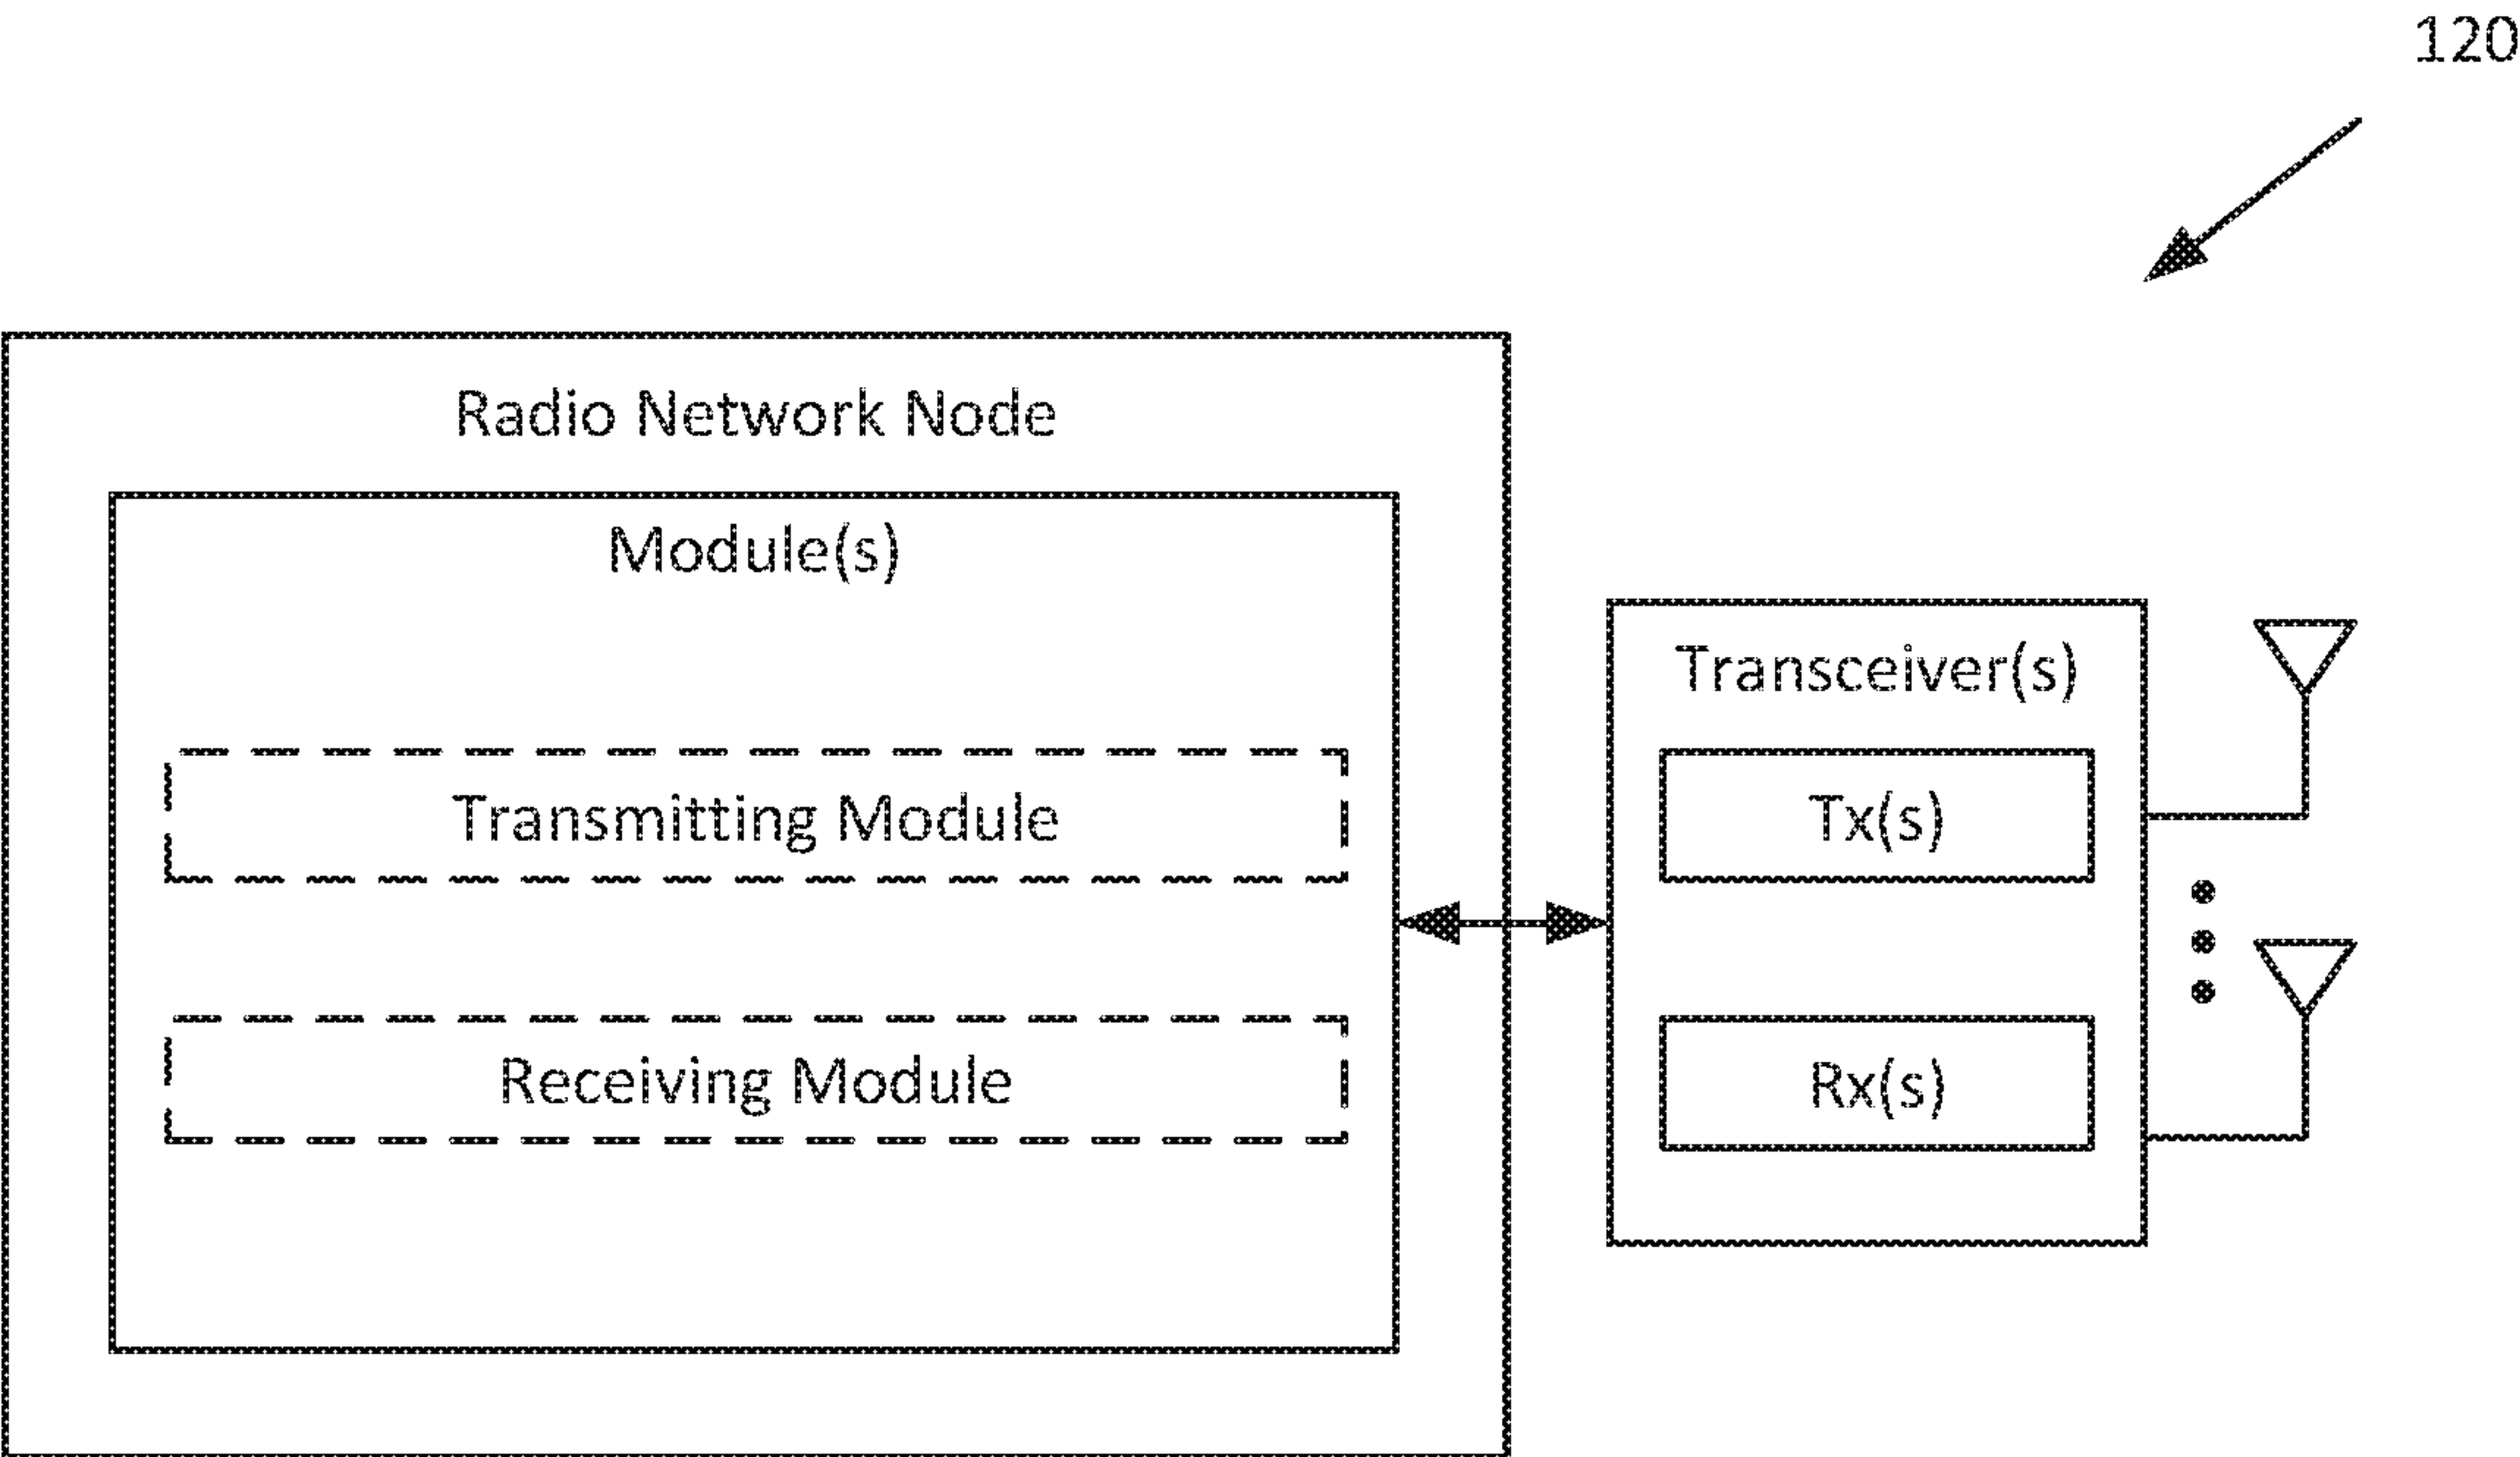 120
Radio Network Node
Module(s)
Transceiver(s)
Transmitting Module
Tx(s)
Receiving Module
Rx(s)